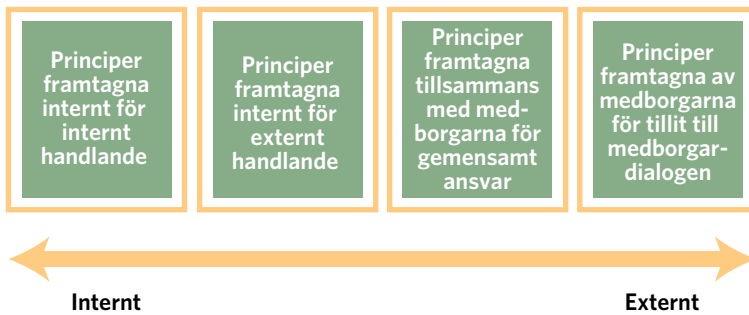 Principer
framtagna
internt för
internt
handlande
Principer
framtagna
internt för
externt
handlande
Principer
framtagna
tillsammans
med med-
borgarna för
gemensamt
ansvar
Principer
framtagna av
medborgarna
för tillit till
medborgar-
dialogen
Internt
Externt